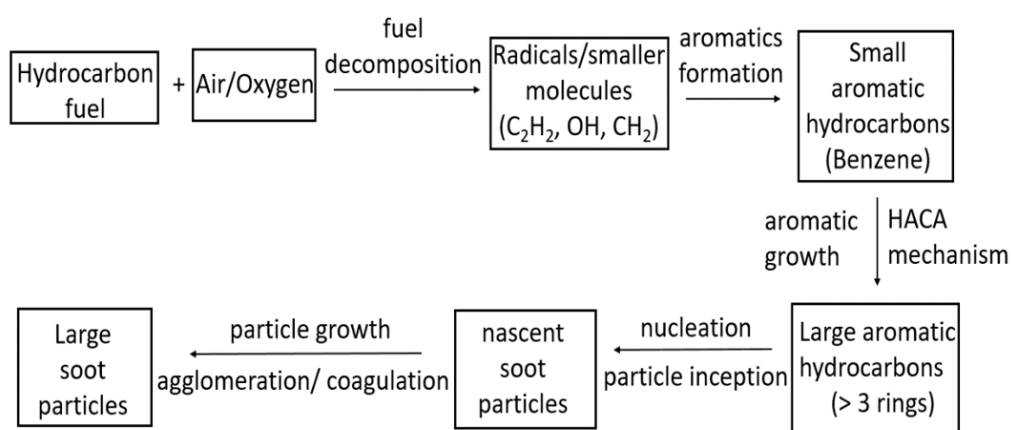 Hydrocarbon
fuel
+
Air/Oxygen
fuel
decomposition
Radicals/smaller
molecules
(C₂H₂, OH, CH₂)
aromatics
formation
Small
aromatic
hydrocarbons
(Benzene)
aromatic
growth
HACA
mechanism
Large aromatic
hydrocarbons
(> 3 rings)
nucleation
particle inception
nascent
soot
particles
particle growth
agglomeration/ coagulation
Large
soot
particles